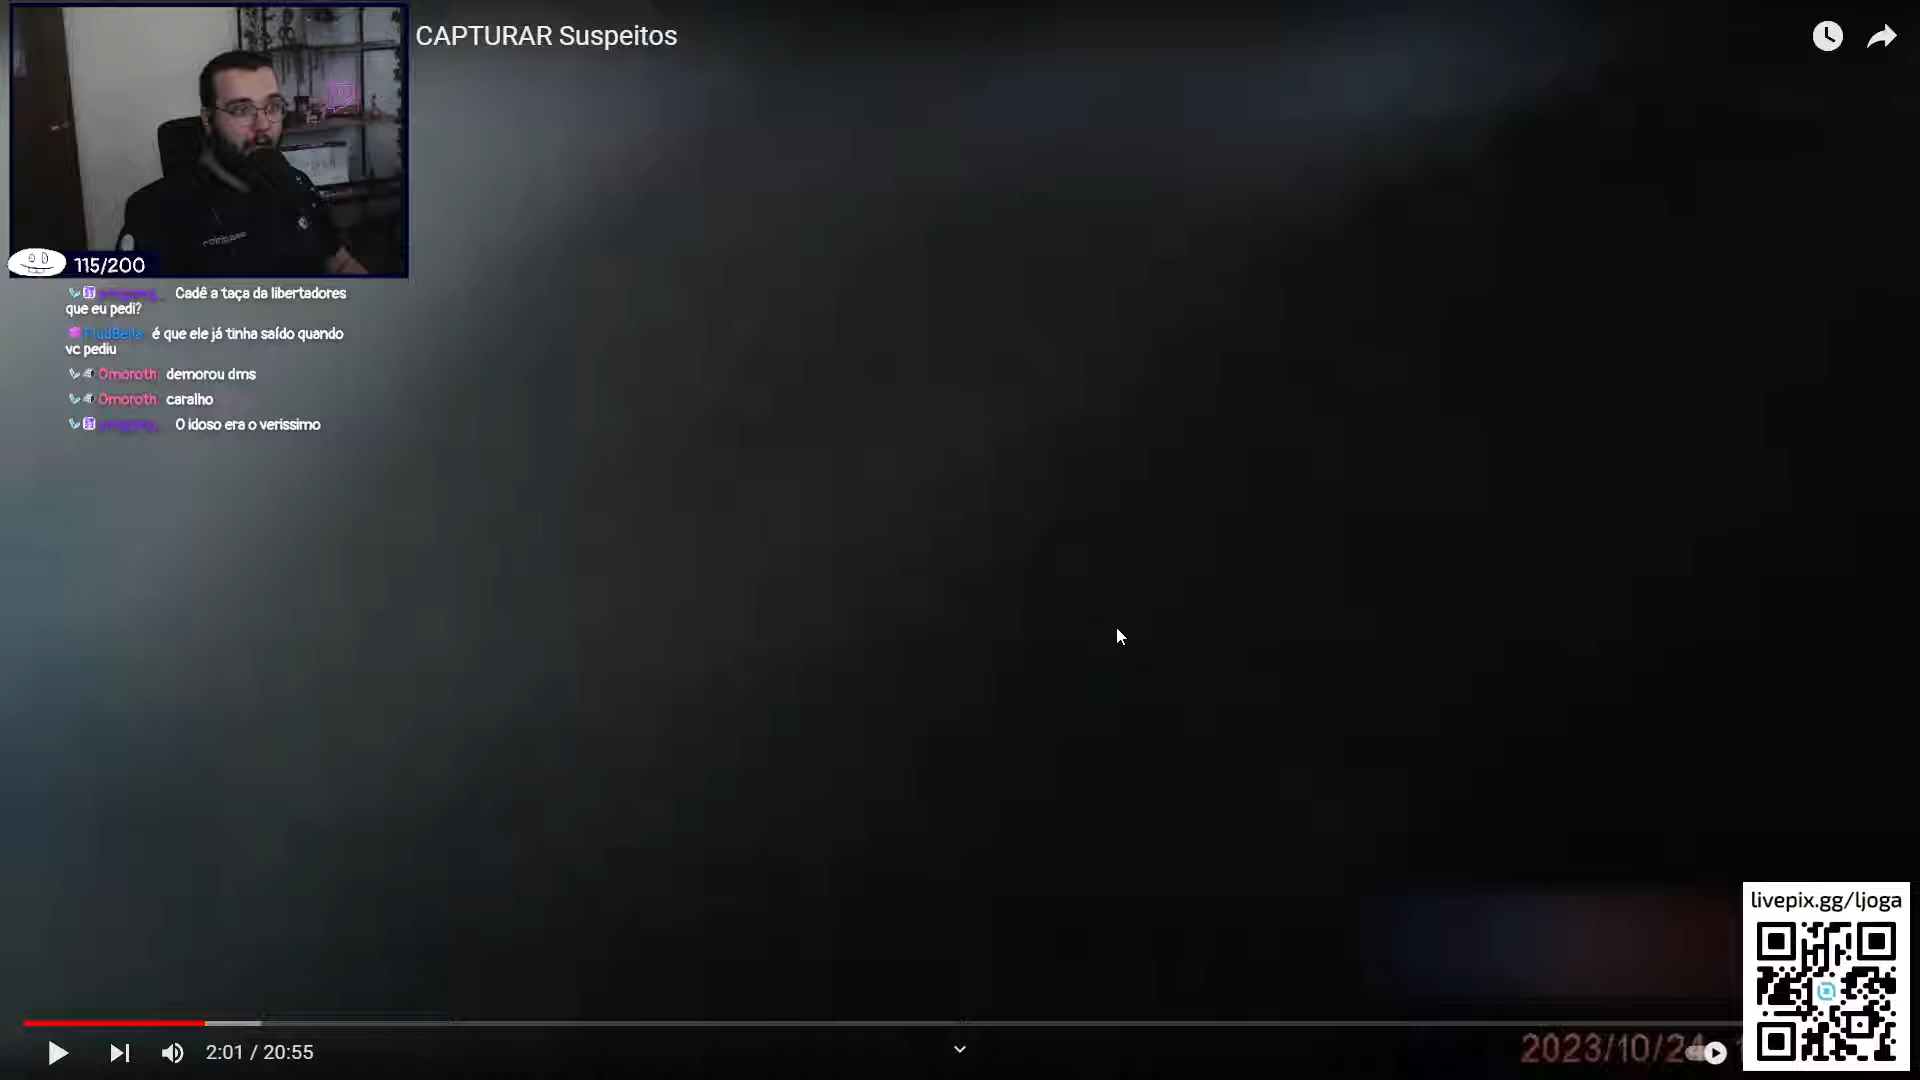 CAPTURAR Suspeitos
115/200
Cadê a taça da libertadores
que eu pedi?
é que ele já tinha saído quando
vc pediu
Omoroth demorou dms
Omoroth caralho
O idoso era o verissimo
livepix.gg/ljoga
2:01 / 20:55
2023/10/24